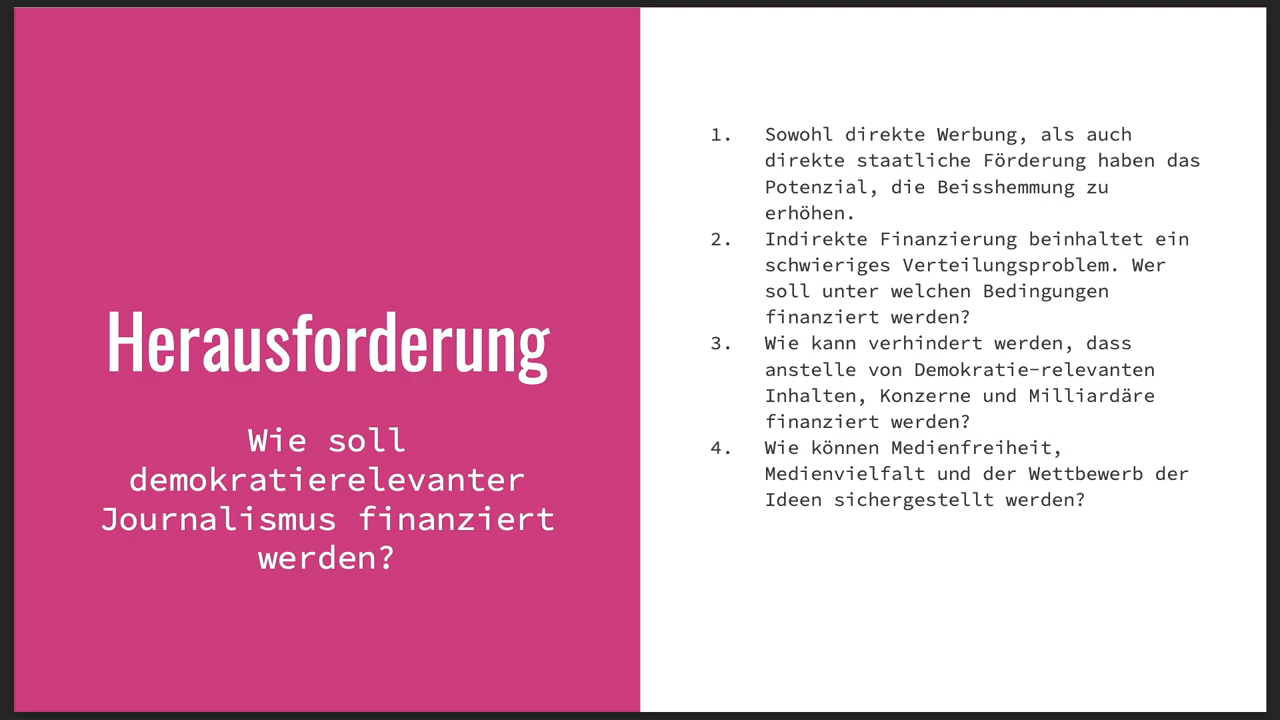 Herausforderung
Wie soll
demokratierelevanter
Journalismus finanziert
werden?
1. Sowohl direkte Werbung, als auch
direkte staatliche Förderung haben das
Potenzial, die Beisshemmung zu
erhöhen.
2. Indirekte Finanzierung beinhaltet ein
schwieriges Verteilungsproblem. Wer
soll unter welchen Bedingungen
finanziert werden?
3. Wie kann verhindert werden, dass
anstelle von Demokratie-relevanten
Inhalten, Konzerne und Milliardäre
finanziert werden?
4. Wie können Medienfreiheit,
Medienvielfalt und der Wettbewerb der
Ideen sichergestellt werden?